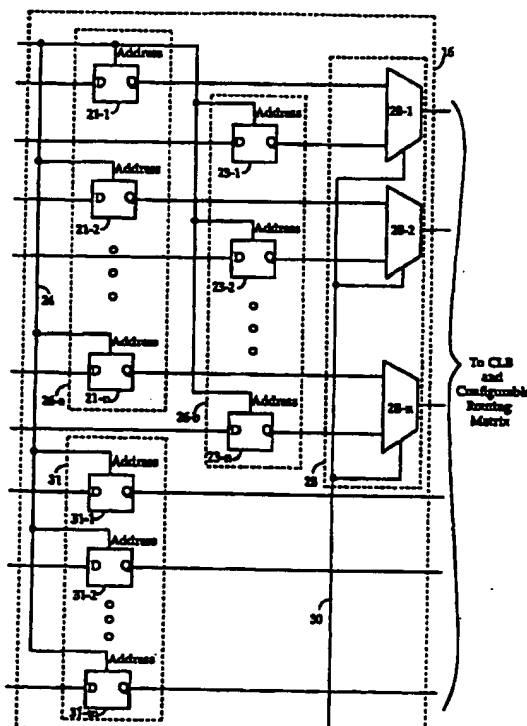 16
Address
D Q
21-1
28-1
Address
D Q
23-1
Address
D Q
21-2
28-2
Address
D Q
23-2
24
Address
D Q
21-n
26-a
26-b
28-n
To CLB
and
Configurable
Routing
Matrix
Address
D Q
23-n
28
31
Address
D Q
31-1
Address
D Q
31-2
30
Address
D Q